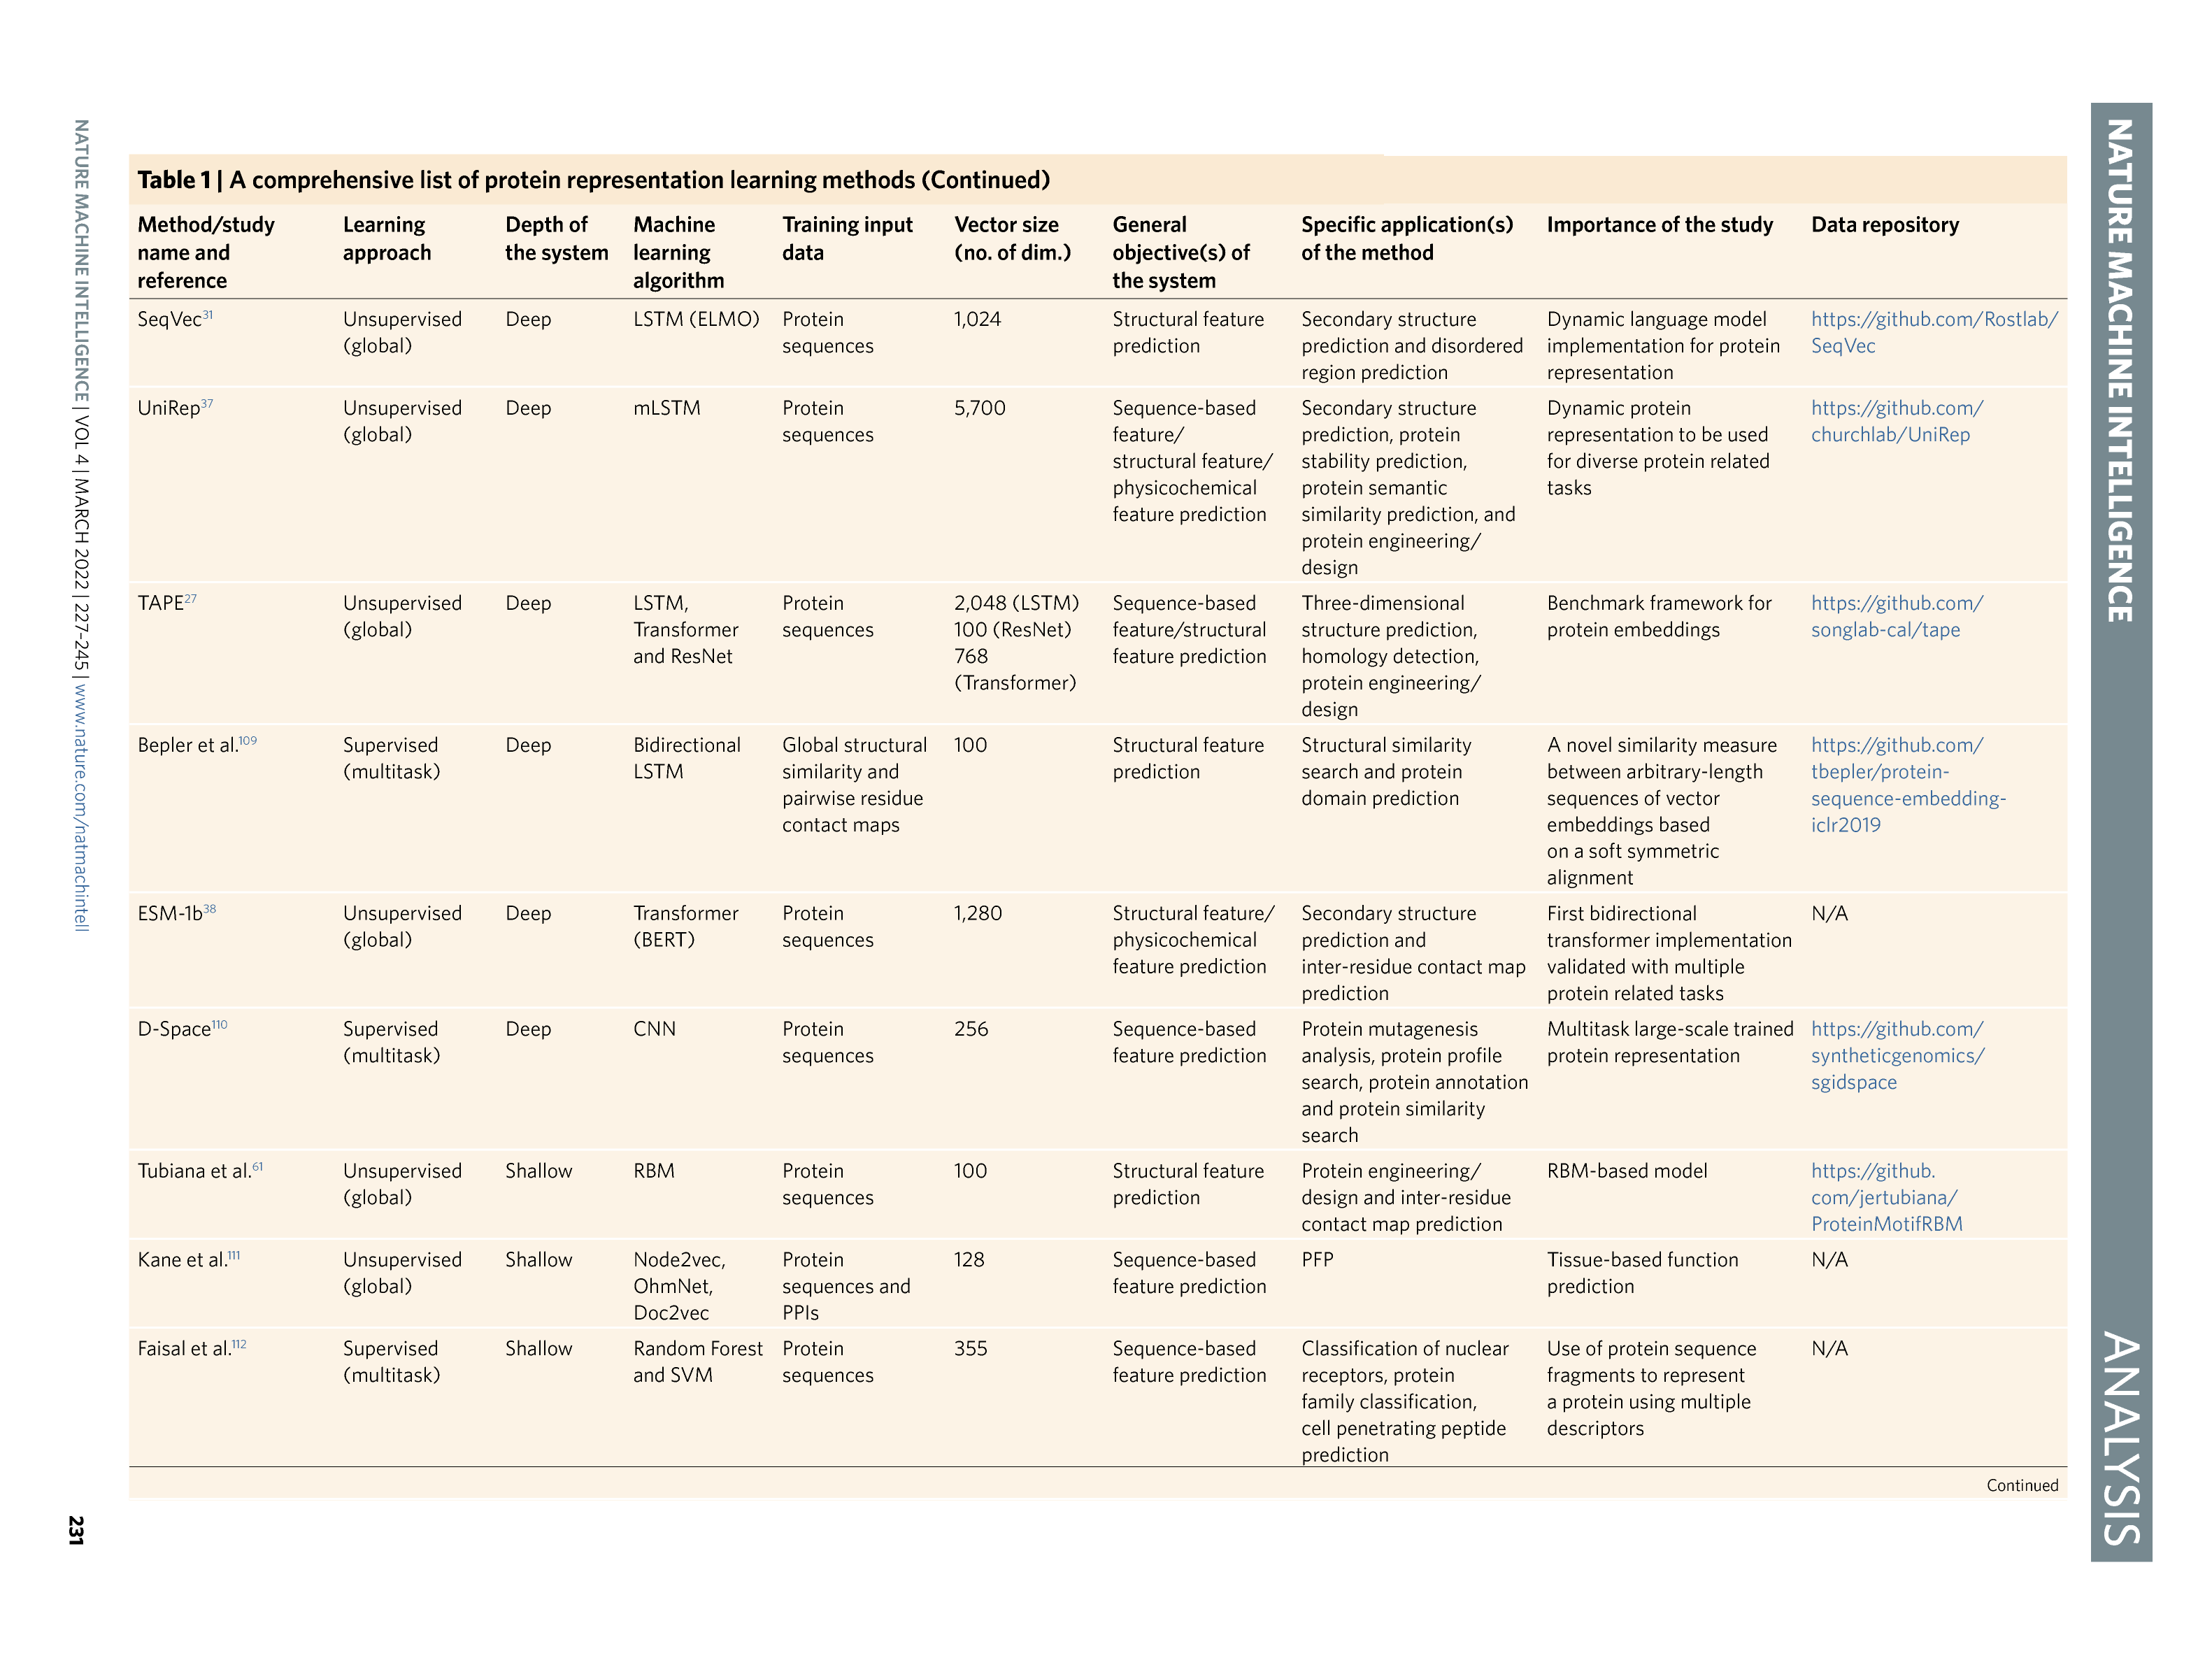 NATURE MACHINE INTELLIGENCE
ANALYSIS
Table 1 | A comprehensive list of protein representation learning methods (Continued)
Method/study name and reference | Learning approach | Depth of the system | Machine learning algorithm | Training input data | Vector size (no. of dim.) | General objective(s) of the system | Specific application(s) of the method | Importance of the study | Data repository
SeqVec31 | Unsupervised (global) | Deep | LSTM (ELMO) | Protein sequences | 1,024 | Structural feature prediction | Secondary structure prediction and disordered region prediction | Dynamic language model implementation for protein representation | https://github.com/Rostlab/SeqVec
UniRep37 | Unsupervised (global) | Deep | mLSTM | Protein sequences | 5,700 | Sequence-based feature/structural feature/physicochemical feature prediction | Secondary structure prediction, protein stability prediction, protein semantic similarity prediction, and protein engineering/design | Dynamic protein representation to be used for diverse protein related tasks | https://github.com/churchlab/UniRep
TAPE27 | Unsupervised (global) | Deep | LSTM, Transformer and ResNet | Protein sequences | 2,048 (LSTM) 100 (ResNet) 768 (Transformer) | Sequence-based feature/structural feature prediction | Three-dimensional structure prediction, homology detection, protein engineering/design | Benchmark framework for protein embeddings | https://github.com/songlab-cal/tape
Bepler et al.109 | Supervised (multitask) | Deep | Bidirectional LSTM | Global structural similarity and pairwise residue contact maps | 100 | Structural feature prediction | Structural similarity search and protein domain prediction | A novel similarity measure between arbitrary-length sequences of vector embeddings based on a soft symmetric alignment | https://github.com/tbepler/protein-sequence-embedding-iclr2019
ESM-1b38 | Unsupervised (global) | Deep | Transformer (BERT) | Protein sequences | 1,280 | Structural feature/physicochemical feature prediction | Secondary structure prediction and inter-residue contact map prediction | First bidirectional transformer implementation validated with multiple protein related tasks | N/A
D-Space110 | Supervised (multitask) | Deep | CNN | Protein sequences | 256 | Sequence-based feature prediction | Protein mutagenesis analysis, protein profile search, protein annotation and protein similarity search | Multitask large-scale trained protein representation | https://github.com/syntheticgenomics/sgidspace
Tubiana et al.61 | Unsupervised (global) | Shallow | RBM | Protein sequences | 100 | Structural feature prediction | Protein engineering/design and inter-residue contact map prediction | RBM-based model | https://github.com/jertubiana/ProteinMotifRBM
Kane et al.111 | Unsupervised (global) | Shallow | Node2vec, OhmNet, Doc2vec | Protein sequences and PPIs | 128 | Sequence-based feature prediction | PFP | Tissue-based function prediction | N/A
Faisal et al.112 | Supervised (multitask) | Shallow | Random Forest and SVM | Protein sequences | 355 | Sequence-based feature prediction | Classification of nuclear receptors, protein family classification, cell penetrating peptide prediction | Use of protein sequence fragments to represent a protein using multiple descriptors | N/A
Continued
NATURE MACHINE INTELLIGENCE | VOL 4 | MARCH 2022 | 227-245 | www.nature.com/natmachintell
231